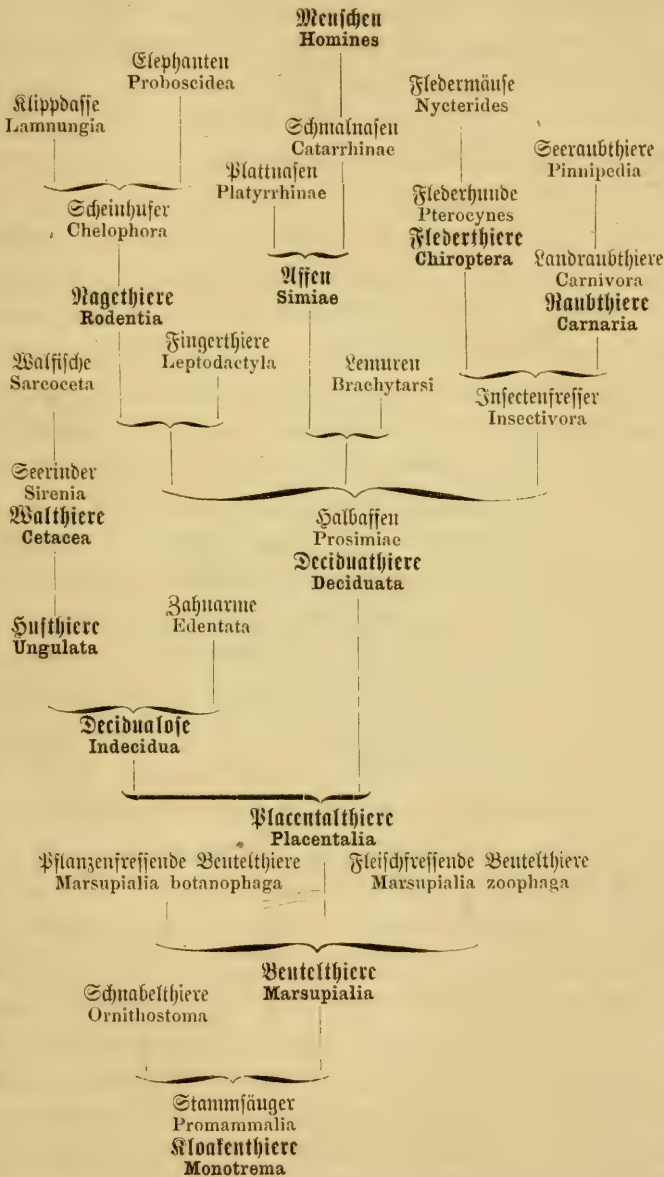 Menschen
Homines
Elephanten
Proboscidea
Fledermäuse
Nycterides
Klippdasse
Lamnungia
Schmalnasen
Catarrhinae
Seeraubthiere
Pinnipedia
Plattnasen
Platyrrhinae
Flederhunde
Pterocynes
Flederthiere
Chiroptera
Scheinhufer
Chelophora
Landraubthiere
Carnivora
Raubthiere
Carnaria
Affen
Simiae
Nagethiere
Rodentia
Fingerthiere
Leptodactyla
Lemuren
Brachytarsi
Walfische
Sarcoceta
Insectenfresser
Insectivora
Seerinder
Sirenia
Walthiere
Cetacea
Halbaffen
Prosimiae
Deciduathiere
Deciduata
Zahnarme
Edentata
Hufthiere
Ungulata
Decidualose
Indecidua
Placentalthiere
Placentalia
Pflanzenfressende Beutelthiere
Marsupialia botanophaga
Fleischfressende Beutelthiere
Marsupialia zoophaga
Beutelthiere
Marsupialia
Schnabelthiere
Ornithostoma
Stammsäuger
Promammalia
Kloakenthiere
Monotrema